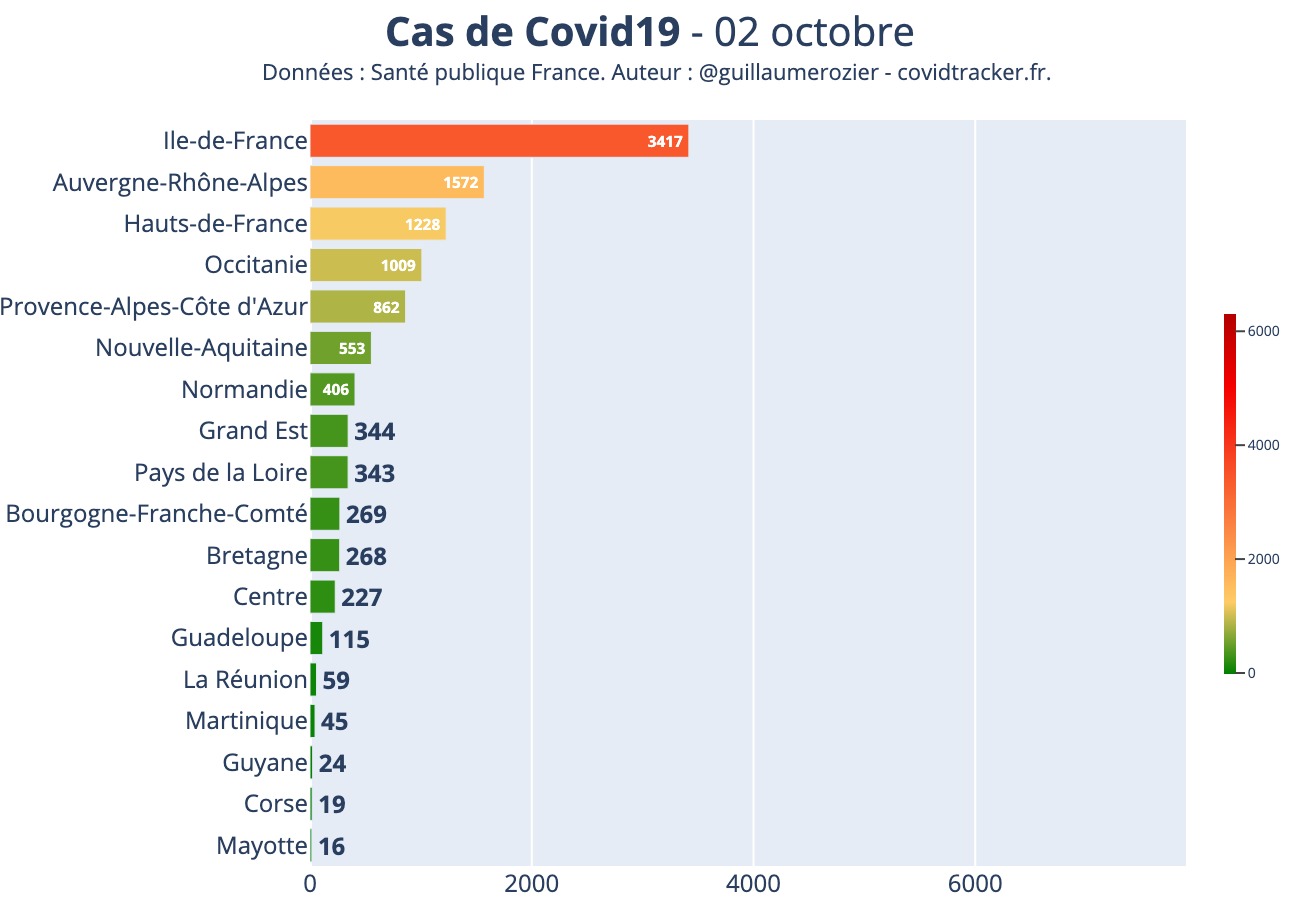 Cas de Covid19 - 02 octobre
Données : Santé publique France. Auteur : @guillaumerozier - covidtracker.fr.
Ile-de-France 3417
Auvergne-Rhône-Alpes 1572
Hauts-de-France 1228
Occitanie 1009
Provence-Alpes-Côte d'Azur 862
Nouvelle-Aquitaine 553
Normandie 406
Grand Est 344
Pays de la Loire 343
Bourgogne-Franche-Comté 269
Bretagne 268
Centre 227
Guadeloupe 115
La Réunion 59
Martinique 45
Guyane 24
Corse 19
Mayotte 16
0 2000 4000 6000
6000
4000
2000
0